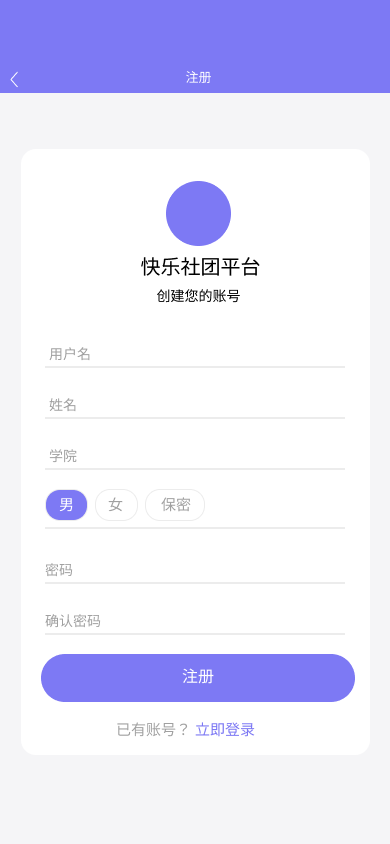 注册
快乐社团平台
创建您的账号
用户名
姓名
学院
男 女 保密
密码
确认密码
注册
已有账号？ 立即登录